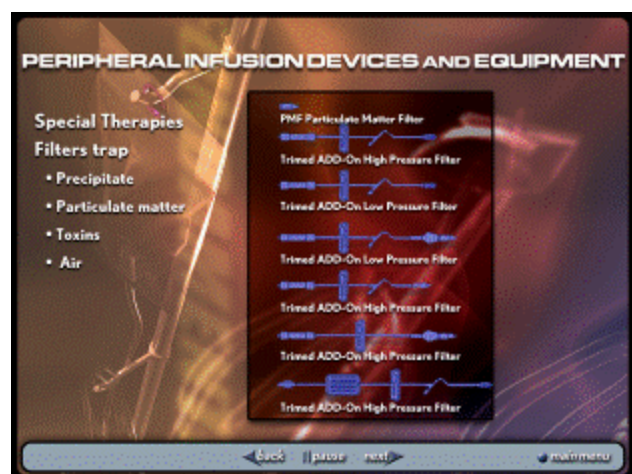 PERIPHERAL INFUSION DEVICES AND EQUIPMENT
Special Therapies
Filters trap
• Precipitate
• Particulate matter
• Toxins
• Air
PMF Particulate Matter Filter
Trimed ADD-On High Pressure Filter
Trimed ADD-On Low Pressure Filter
Trimed ADD-On Low Pressure Filter
Trimed ADD-On High Pressure Filter
Trimed ADD-On High Pressure Filter
Trimed ADD-On High Pressure Filter
back || pause next main menu